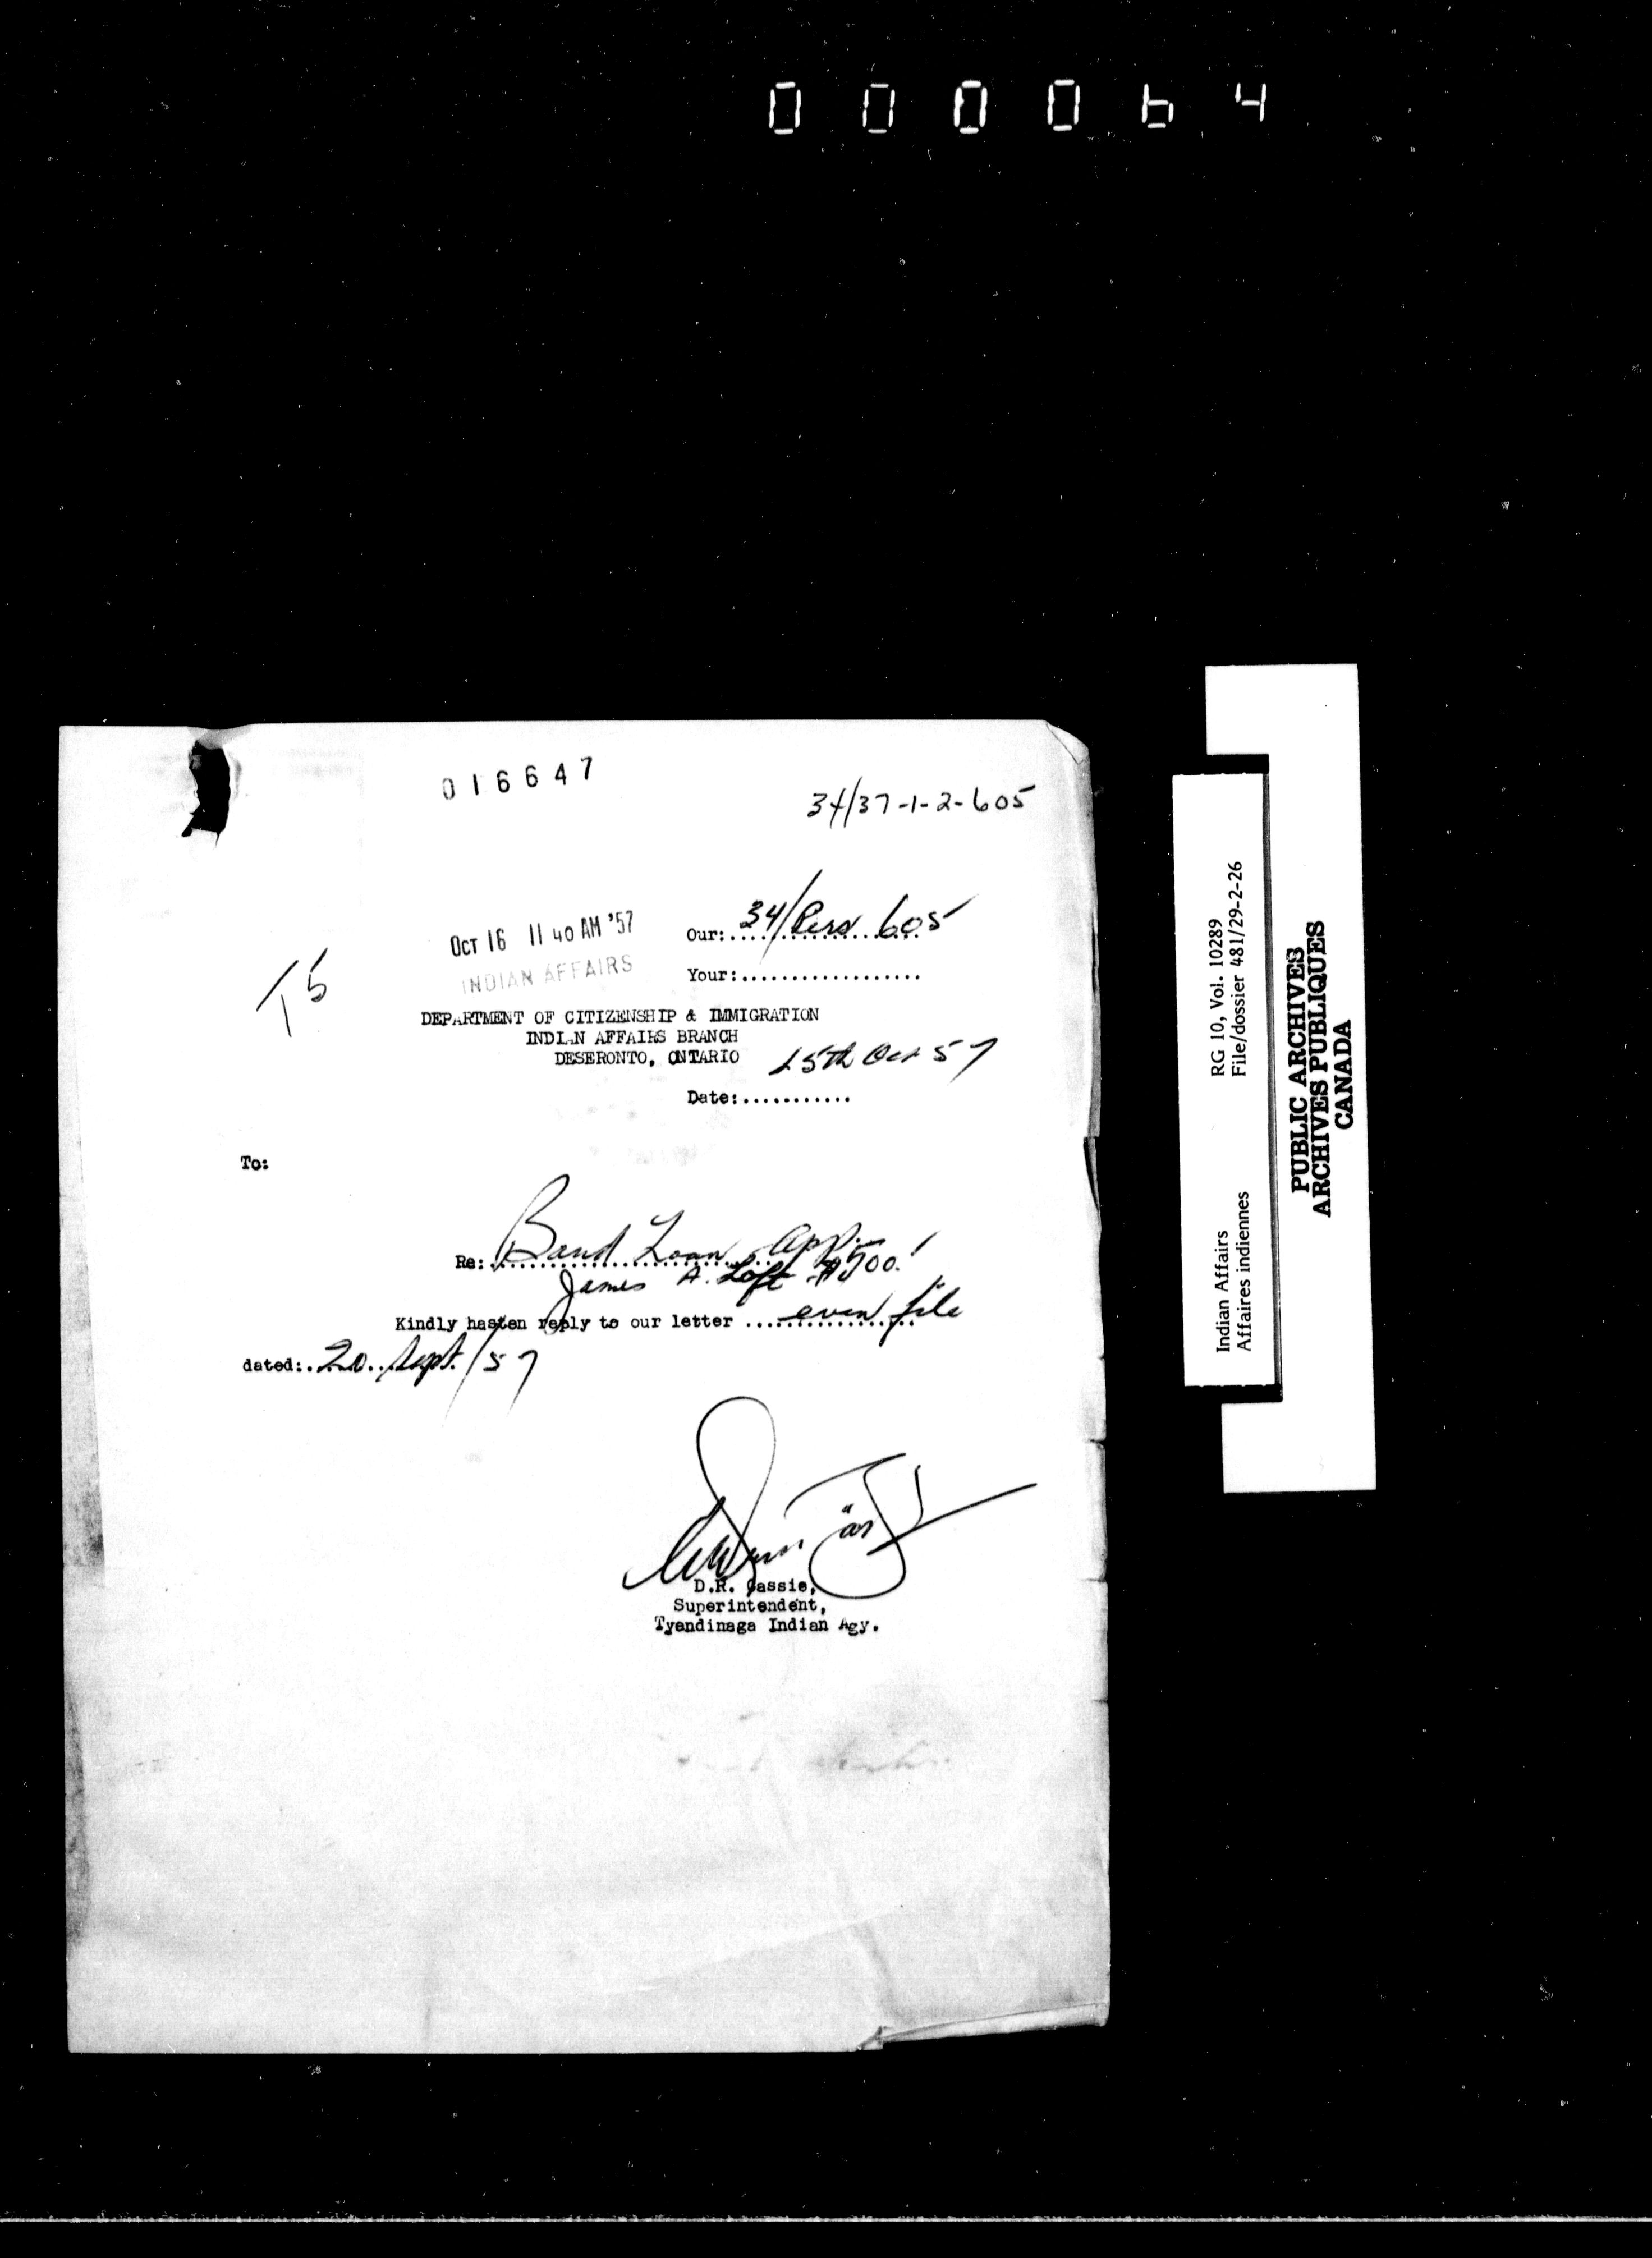 000064
016647
34/37-1-2-605
OCT 16 11 40 AM '57
INDIAN AFFAIRS
Our:..34/Pers 605
Your:..................
T5
DEPARTMENT OF CITIZENSHIP & IMMIGRATION
INDIAN AFFAIRS BRANCH
DESERONTO, ONTARIO
15th Oct 57
Date:...........
To:
Re: Band Loan App.
James A. Loft $500.
Kindly hasten reply to our letter .... even file
dated:. 20. Sept./57
D.R. Cassie,
Superintendent,
Tyendinaga Indian Agy.
Indian Affairs RG 10, Vol. 10289
Affaires indiennes File/dossier 481/29-2-26
PUBLIC ARCHIVES
ARCHIVES PUBLIQUES
CANADA